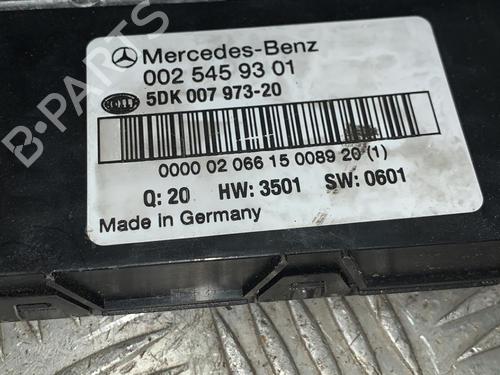 Mercedes-Benz
002 545 93 01
HELLA 5DK 007 973-20
0000 02 066 15 0089 20 (1)
Q: 20 HW: 3501 SW: 0601
Made in Germany
B-PARTS